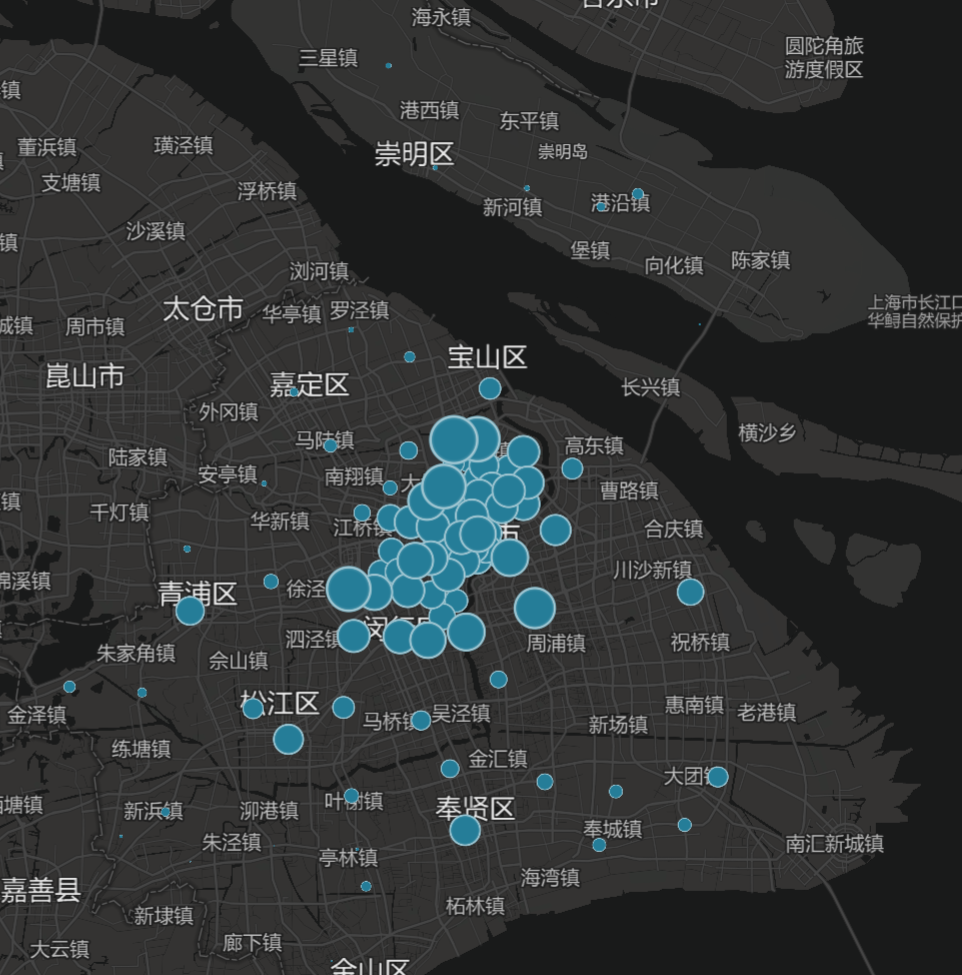 海永镇
三星镇
圆陀角旅
游度假区
港西镇
东平镇
董浜镇
璜泾镇
崇明区
崇明岛
支塘镇
浮桥镇
新河镇
港沿镇
沙溪镇
堡镇
向化镇
陈家镇
浏河镇
太仓市
华亭镇
罗泾镇
上海市长江口
华鲟自然保护
周市镇
宝山区
昆山市
嘉定区
长兴镇
外冈镇
横沙乡
马陆镇
高东镇
陆家镇
安亭镇
南翔镇
曹路镇
千灯镇
华新镇
江桥镇
合庆镇
市
川沙新镇
青浦区
徐泾
闵行区
泗泾镇
周浦镇
祝桥镇
朱家角镇
佘山镇
松江区
惠南镇
老港镇
金泽镇
马桥镇
吴泾镇
新场镇
练塘镇
金汇镇
大团镇
新浜镇
泖港镇
叶榭镇
奉贤区
奉城镇
朱泾镇
亭林镇
南汇新城镇
嘉善县
海湾镇
新埭镇
柘林镇
大云镇
廊下镇
金山区